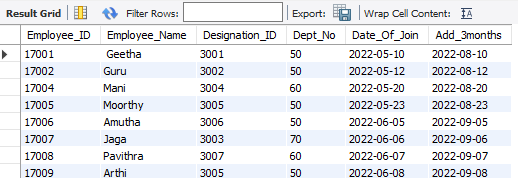 Result Grid Filter Rows: Export: Wrap Cell Content:
Employee_ID Employee_Name Designation_ID Dept_No Date_Of_Join Add_3months
17001 Geetha 3001 50 2022-05-10 2022-08-10
17002 Guru 3002 50 2022-05-12 2022-08-12
17004 Mani 3004 60 2022-05-20 2022-08-20
17005 Moorthy 3005 50 2022-05-23 2022-08-23
17006 Amutha 3006 50 2022-06-05 2022-09-05
17007 Jaga 3003 70 2022-06-06 2022-09-06
17008 Pavithra 3007 60 2022-06-07 2022-09-07
17009 Arthi 3005 50 2022-06-08 2022-09-08